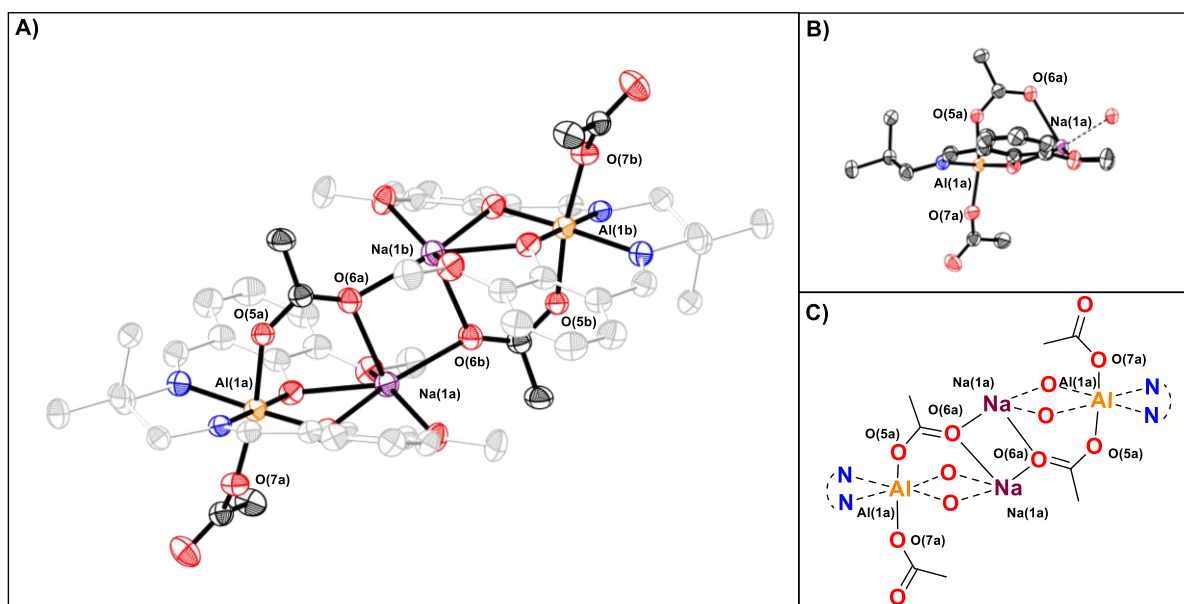 A)
O(7b)
Al(1b)
Na(1b)
O(6a)
O(5a)
O(5b)
O(6b)
Al(1a)
Na(1a)
O(7a)
B)
O(6a)
O(5a)
Na(1a)
Al(1a)
O(7a)
C)
O
O O(7a)
Na(1a) Al(1a)
Na O Al N
O(6a) O N
O O(6a) O O(5a)
O(5a) O
O
N O
Al Na
N O
Al(1a) Na(1a)
O O(7a)
O